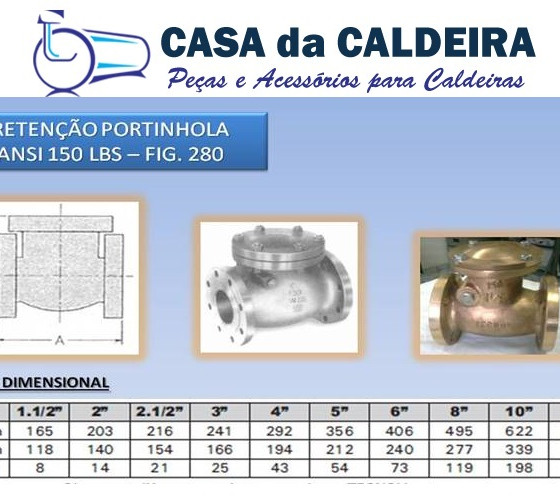 CASA da CALDEIRA
Peças e Acessórios para Caldeiras
RETENÇÃO PORTINHOLA
ANSI 150 LBS – FIG. 280
A
DIMENSIONAL
1.1/2" 2" 2.1/2" 3" 4" 5" 6" 8" 10"
165 203 216 241 292 356 406 495 622
118 140 154 166 194 212 240 277 339
8 14 21 25 43 54 73 119 198